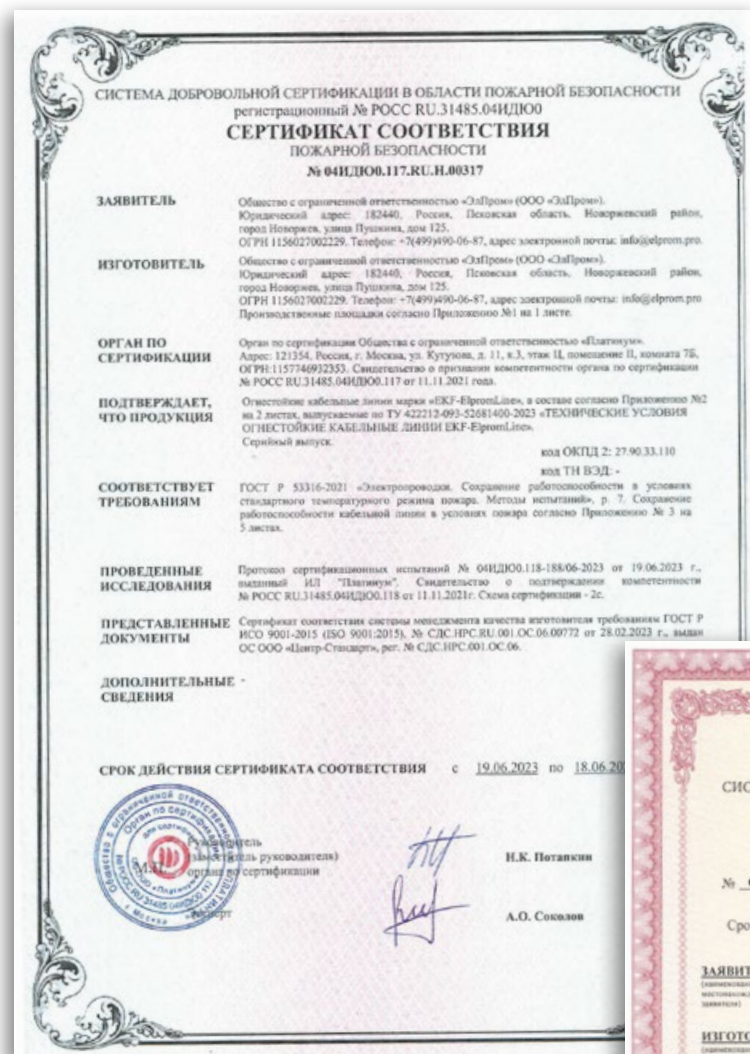 СИСТЕМА ДОБРОВОЛЬНОЙ СЕРТИФИКАЦИИ В ОБЛАСТИ ПОЖАРНОЙ БЕЗОПАСНОСТИ
регистрационный № РОСС RU.31485.04ИДЮ0
СЕРТИФИКАТ СООТВЕТСТВИЯ
ПОЖАРНОЙ БЕЗОПАСНОСТИ
№ 04ИДЮ0.117.RU.Н.00317
ЗАЯВИТЕЛЬ
Общество с ограниченной ответственностью «ЭлПром» (ООО «ЭлПром»).
Юридический адрес: 182440, Россия, Псковская область, Новоржевский район,
город Новоржев, улица Пушкина, дом 125.
ОГРН 1156027002229. Телефон: +7(499)490-06-87, адрес электронной почты: info@elprom.pro.
ИЗГОТОВИТЕЛЬ
Общество с ограниченной ответственностью «ЭлПром» (ООО «ЭлПром»).
Юридический адрес: 182440, Россия, Псковская область, Новоржевский район,
город Новоржев, улица Пушкина, дом 125.
ОГРН 1156027002229. Телефон: +7(499)490-06-87, адрес электронной почты: info@elprom.pro
Производственные площадки согласно Приложению №1 на 1 листе.
ОРГАН ПО
СЕРТИФИКАЦИИ
Орган по сертификации Общества с ограниченной ответственностью «Платинум».
Адрес: 121354, Россия, г. Москва, ул. Кутузова, д. 11, к.3, этаж Ц, помещение II, комната 7Б,
ОГРН:1157746932353. Свидетельство о признании компетентности органа по сертификации
№ РОСС RU.31485.04ИДЮ0.117 от 11.11.2021 года.
ПОДТВЕРЖДАЕТ,
ЧТО ПРОДУКЦИЯ
Огнестойкие кабельные линии марки «EKF-ElpromLine», в составе согласно Приложению №2
на 2 листах, выпускаемые по ТУ 422212-093-52681400-2023 «ТЕХНИЧЕСКИЕ УСЛОВИЯ
ОГНЕСТОЙКИЕ КАБЕЛЬНЫЕ ЛИНИИ EKF-ElpromLine».
Серийный выпуск.
код ОКПД 2: 27.90.33.110
код ТН ВЭД: -
СООТВЕТСТВУЕТ
ТРЕБОВАНИЯМ
ГОСТ Р 53316-2021 «Электропроводки. Сохранение работоспособности в условиях
стандартного температурного режима пожара. Методы испытаний», р. 7. Сохранение
работоспособности кабельной линии в условиях пожара согласно Приложению № 3 на
5 листах.
ПРОВЕДЕННЫЕ
ИССЛЕДОВАНИЯ
Протокол сертификационных испытаний № 04ИДЮ0.118-188/06-2023 от 19.06.2023 г.,
выданный ИЛ "Платинум". Свидетельство о подтверждении компетентности
№ РОСС RU.31485.04ИДЮ0.118 от 11.11.2021г. Схема сертификации - 2с.
ПРЕДСТАВЛЕННЫЕ
ДОКУМЕНТЫ
Сертификат соответствия системы менеджмента качества изготовителя требованиям ГОСТ Р
ИСО 9001-2015 (ISO 9001:2015), № СДС.НРС.RU.001.ОС.06.00772 от 28.02.2023 г., выдан
ОС ООО «Центр-Стандарт», рег. № СДС.НРС.001.ОС.06.
ДОПОЛНИТЕЛЬНЫЕ -
СВЕДЕНИЯ
СРОК ДЕЙСТВИЯ СЕРТИФИКАТА СООТВЕТСТВИЯ с 19.06.2023 по 18.06.20
Руководитель
(заместитель руководителя)
органа по сертификации
М.П.
Н.К. Потапкин
Эксперт
А.О. Соколов
СИС
№ С
Сро
ЗАЯВИТ
ИЗГОТО